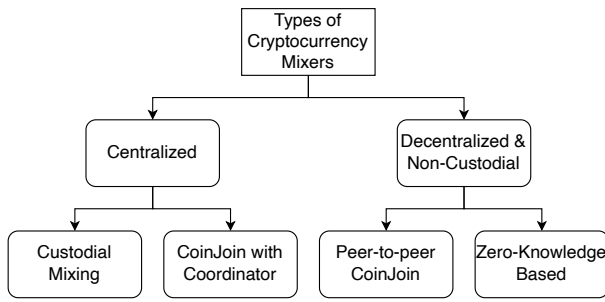 Types of
Cryptocurrency
Mixers
Centralized
Decentralized &
Non-Custodial
Custodial
Mixing
CoinJoin with
Coordinator
Peer-to-peer
CoinJoin
Zero-Knowledge
Based